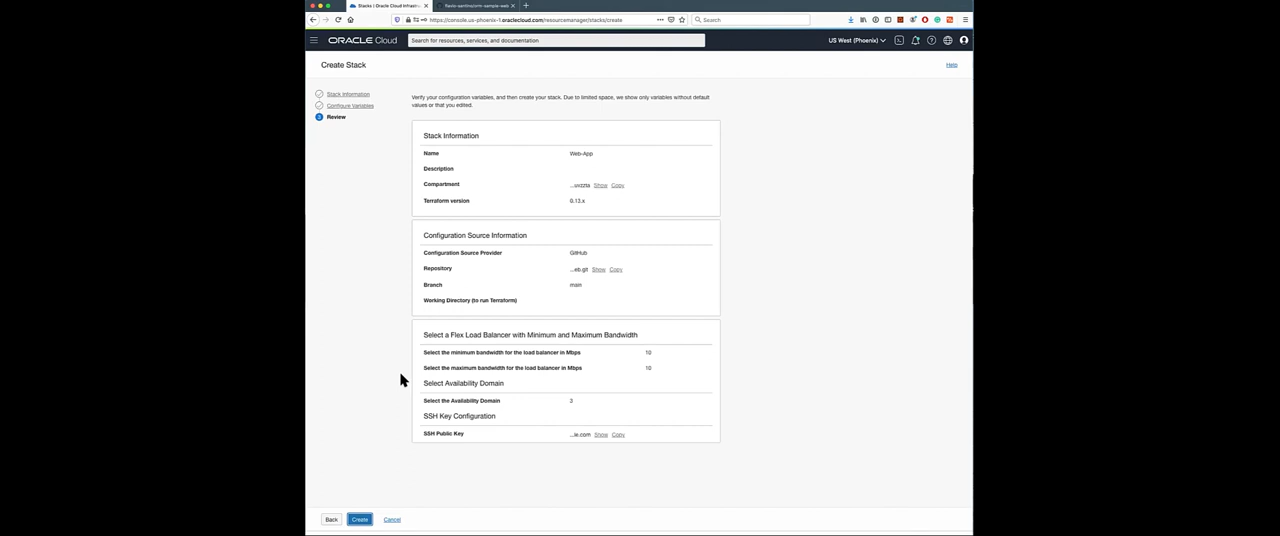 Stacks | Oracle Cloud Infrastr
flavio-santino/orm-sample-web
https://console.us-phoenix-1.oraclecloud.com/resourcemanager/stacks/create
Search
ORACLE Cloud
Search for resources, services, and documentation
US West (Phoenix)
Create Stack
Help
Stack Information
Configure Variables
3 Review
Verify your configuration variables, and then create your stack. Due to limited space, we show only variables without default
values or that you edited.
Stack Information
Name Web-App
Description
Compartment ...uvzzta Show Copy
Terraform version 0.13.x
Configuration Source Information
Configuration Source Provider GitHub
Repository ...eb.git Show Copy
Branch main
Working Directory (to run Terraform)
Select a Flex Load Balancer with Minimum and Maximum Bandwidth
Select the minimum bandwidth for the load balancer in Mbps 10
Select the maximum bandwidth for the load balancer in Mbps 10
Select Availability Domain
Select the Availability Domain 3
SSH Key Configuration
SSH Public Key ...le.com Show Copy
Back Create Cancel